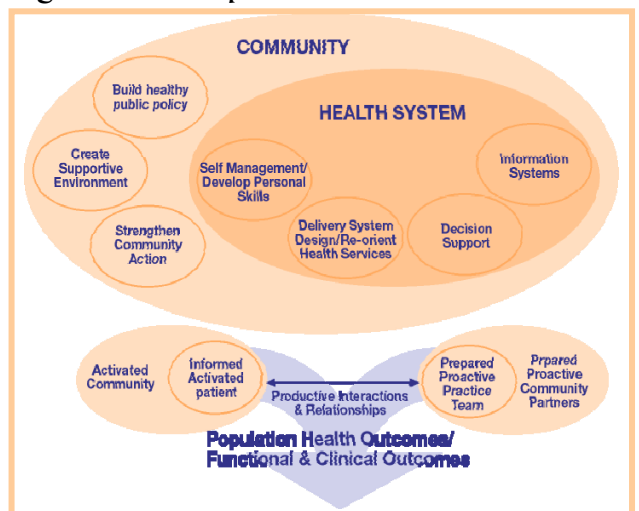 COMMUNITY
Build healthy
public policy
HEALTH SYSTEM
Create
Supportive
Environment
Self Management/
Develop Personal
Skills
Information
Systems
Strengthen
Community
Action
Delivery System
Design/Re-orient
Health Services
Decision
Support
Activated
Community
Informed
Activated
patient
Productive Interactions
& Relationships
Prepared
Proactive
Practice
Team
Prpared
Proactive
Community
Partners
Population Health Outcomes/
Functional & Clinical Outcomes